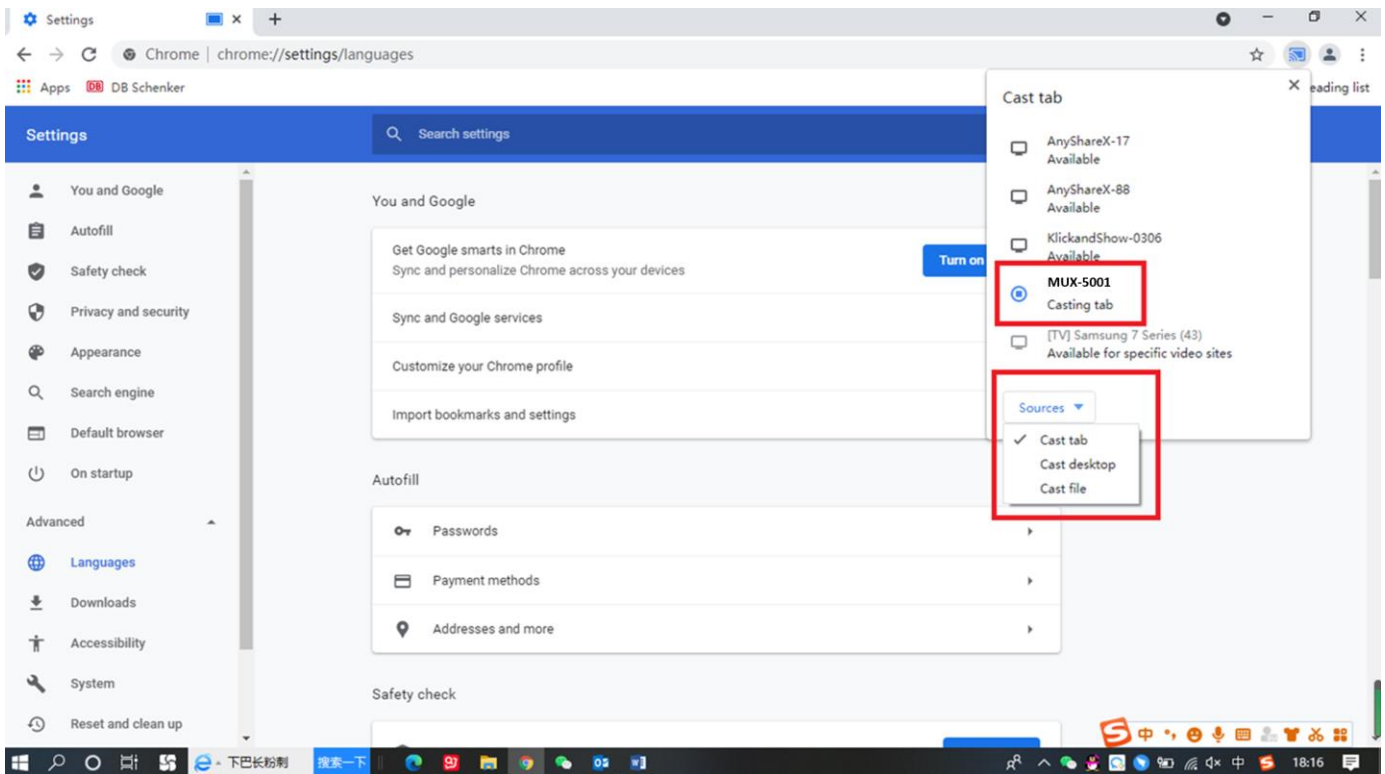 Settings
Chrome | chrome://settings/languages
Apps DB DB Schenker
eading list
Settings
Search settings
You and Google
Autofill
Safety check
Privacy and security
Appearance
Search engine
Default browser
On startup
Advanced
Languages
Downloads
Accessibility
System
Reset and clean up
You and Google
Get Google smarts in Chrome
Sync and personalize Chrome across your devices
Turn on
Sync and Google services
Customize your Chrome profile
Import bookmarks and settings
Autofill
Passwords
Payment methods
Addresses and more
Safety check
Cast tab
AnyShareX-17
Available
AnyShareX-88
Available
KlickandShow-0306
Available
MUX-5001
Casting tab
[TV] Samsung 7 Series (43)
Available for specific video sites
Sources
Cast tab
Cast desktop
Cast file
中
下巴长粉刺 搜索一下
中 18:16